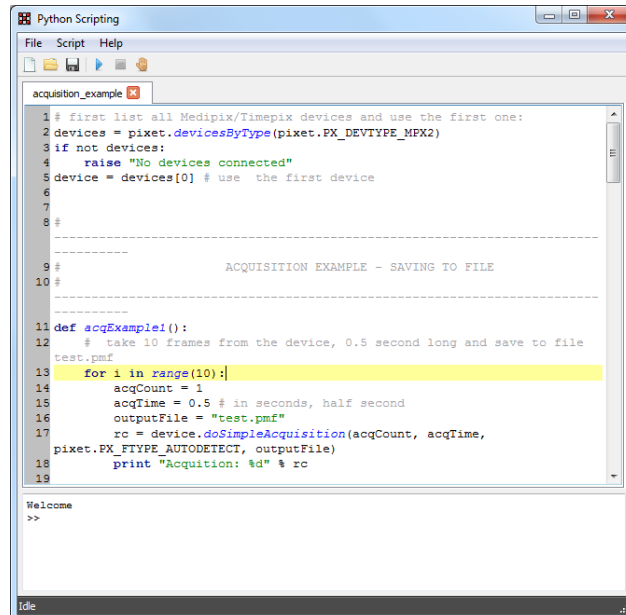 Python Scripting
File Script Help
acquisition_example
1 # first list all Medipix/Timepix devices and use the first one:
2 devices = pixet.devicesByType(pixet.PX_DEVTYPE_MPX2)
3 if not devices:
4     raise "No devices connected"
5 device = devices[0] # use  the first device
6
7
8 #
-------------------------------------------------------------------------
----------
9 #                      ACQUISITION EXAMPLE - SAVING TO FILE
10 #
-------------------------------------------------------------------------
----------
11 def acqExample1():
12     #  take 10 frames from the device, 0.5 second long and save to file
test.pmf
13     for i in range(10):
14         acqCount = 1
15         acqTime = 0.5 # in seconds, half second
16         outputFile = "test.pmf"
17         rc = device.doSimpleAcquisition(acqCount, acqTime,
pixet.PX_FTYPE_AUTODETECT, outputFile)
18         print "Acquition: %d" % rc
19
Welcome
>>
Idle